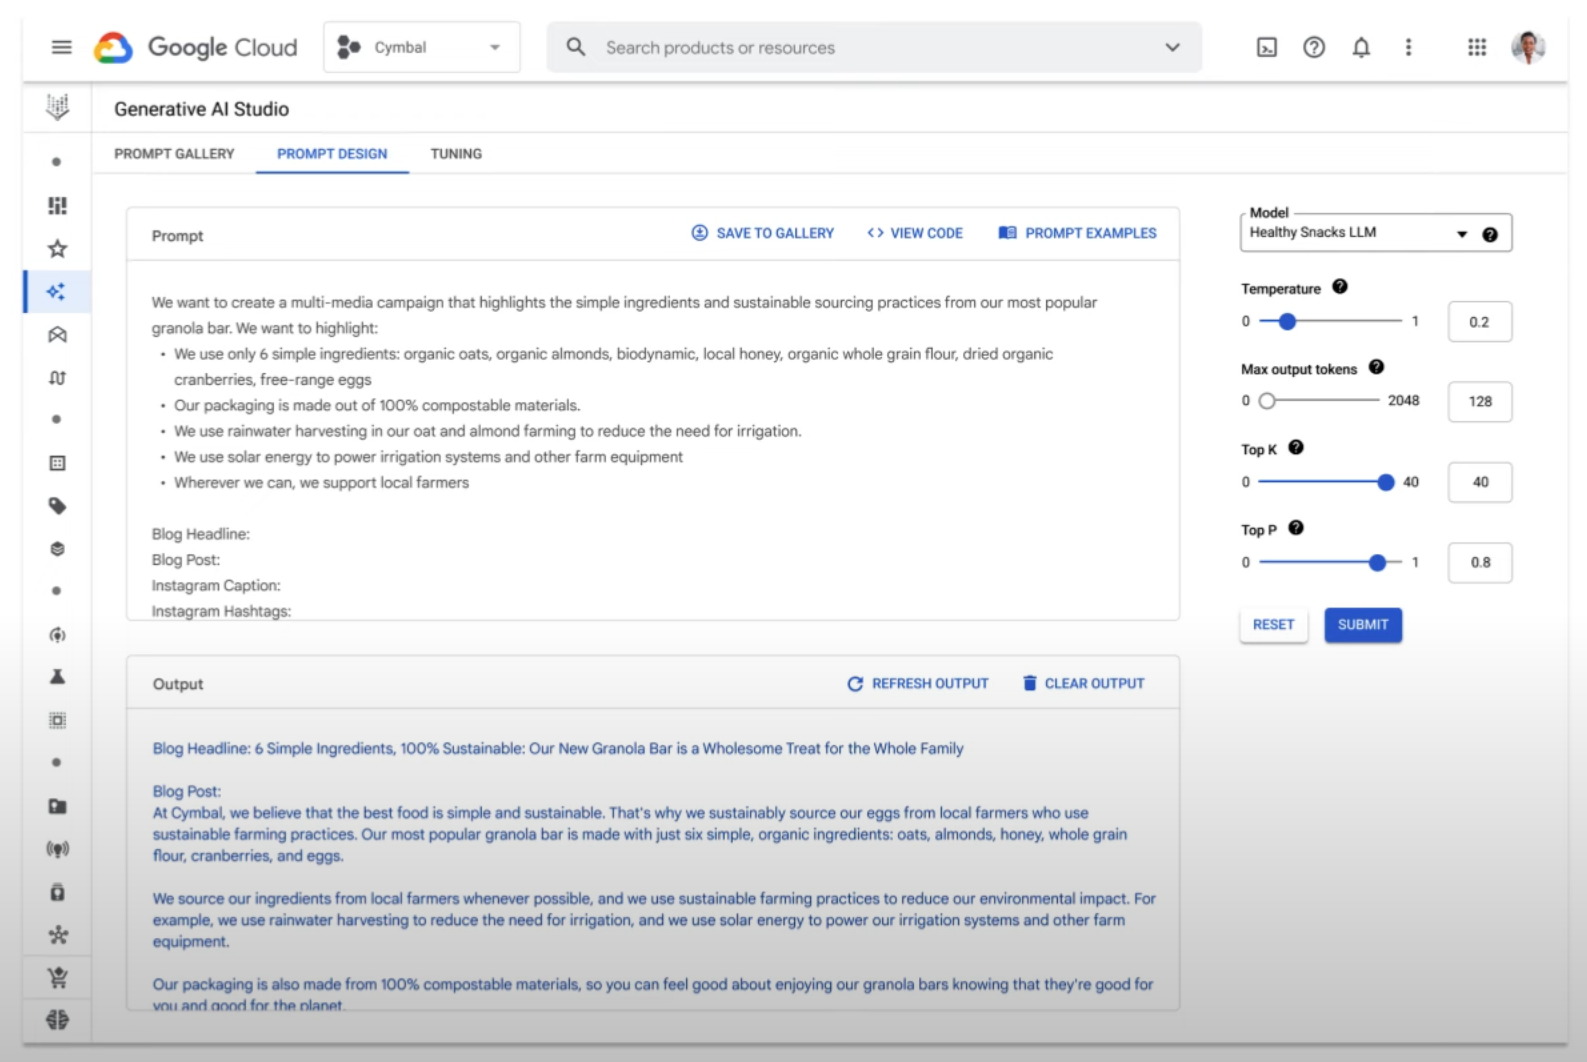 Google Cloud
Cymbal
Search products or resources
Generative AI Studio
PROMPT GALLERY
PROMPT DESIGN
TUNING
Prompt
SAVE TO GALLERY
<> VIEW CODE
PROMPT EXAMPLES
We want to create a multi-media campaign that highlights the simple ingredients and sustainable sourcing practices from our most popular
granola bar. We want to highlight:
• We use only 6 simple ingredients: organic oats, organic almonds, biodynamic, local honey, organic whole grain flour, dried organic
cranberries, free-range eggs
• Our packaging is made out of 100% compostable materials.
• We use rainwater harvesting in our oat and almond farming to reduce the need for irrigation.
• We use solar energy to power irrigation systems and other farm equipment
• Wherever we can, we support local farmers
Blog Headline:
Blog Post:
Instagram Caption:
Instagram Hashtags:
Model
Healthy Snacks LLM
Temperature
0 1 0.2
Max output tokens
0 2048 128
Top K
0 40 40
Top P
0 1 0.8
RESET
SUBMIT
Output
REFRESH OUTPUT
CLEAR OUTPUT
Blog Headline: 6 Simple Ingredients, 100% Sustainable: Our New Granola Bar is a Wholesome Treat for the Whole Family
Blog Post:
At Cymbal, we believe that the best food is simple and sustainable. That's why we sustainably source our eggs from local farmers who use
sustainable farming practices. Our most popular granola bar is made with just six simple, organic ingredients: oats, almonds, honey, whole grain
flour, cranberries, and eggs.
We source our ingredients from local farmers whenever possible, and we use sustainable farming practices to reduce our environmental impact. For
example, we use rainwater harvesting to reduce the need for irrigation, and we use solar energy to power our irrigation systems and other farm
equipment.
Our packaging is also made from 100% compostable materials, so you can feel good about enjoying our granola bars knowing that they're good for
you and good for the planet.